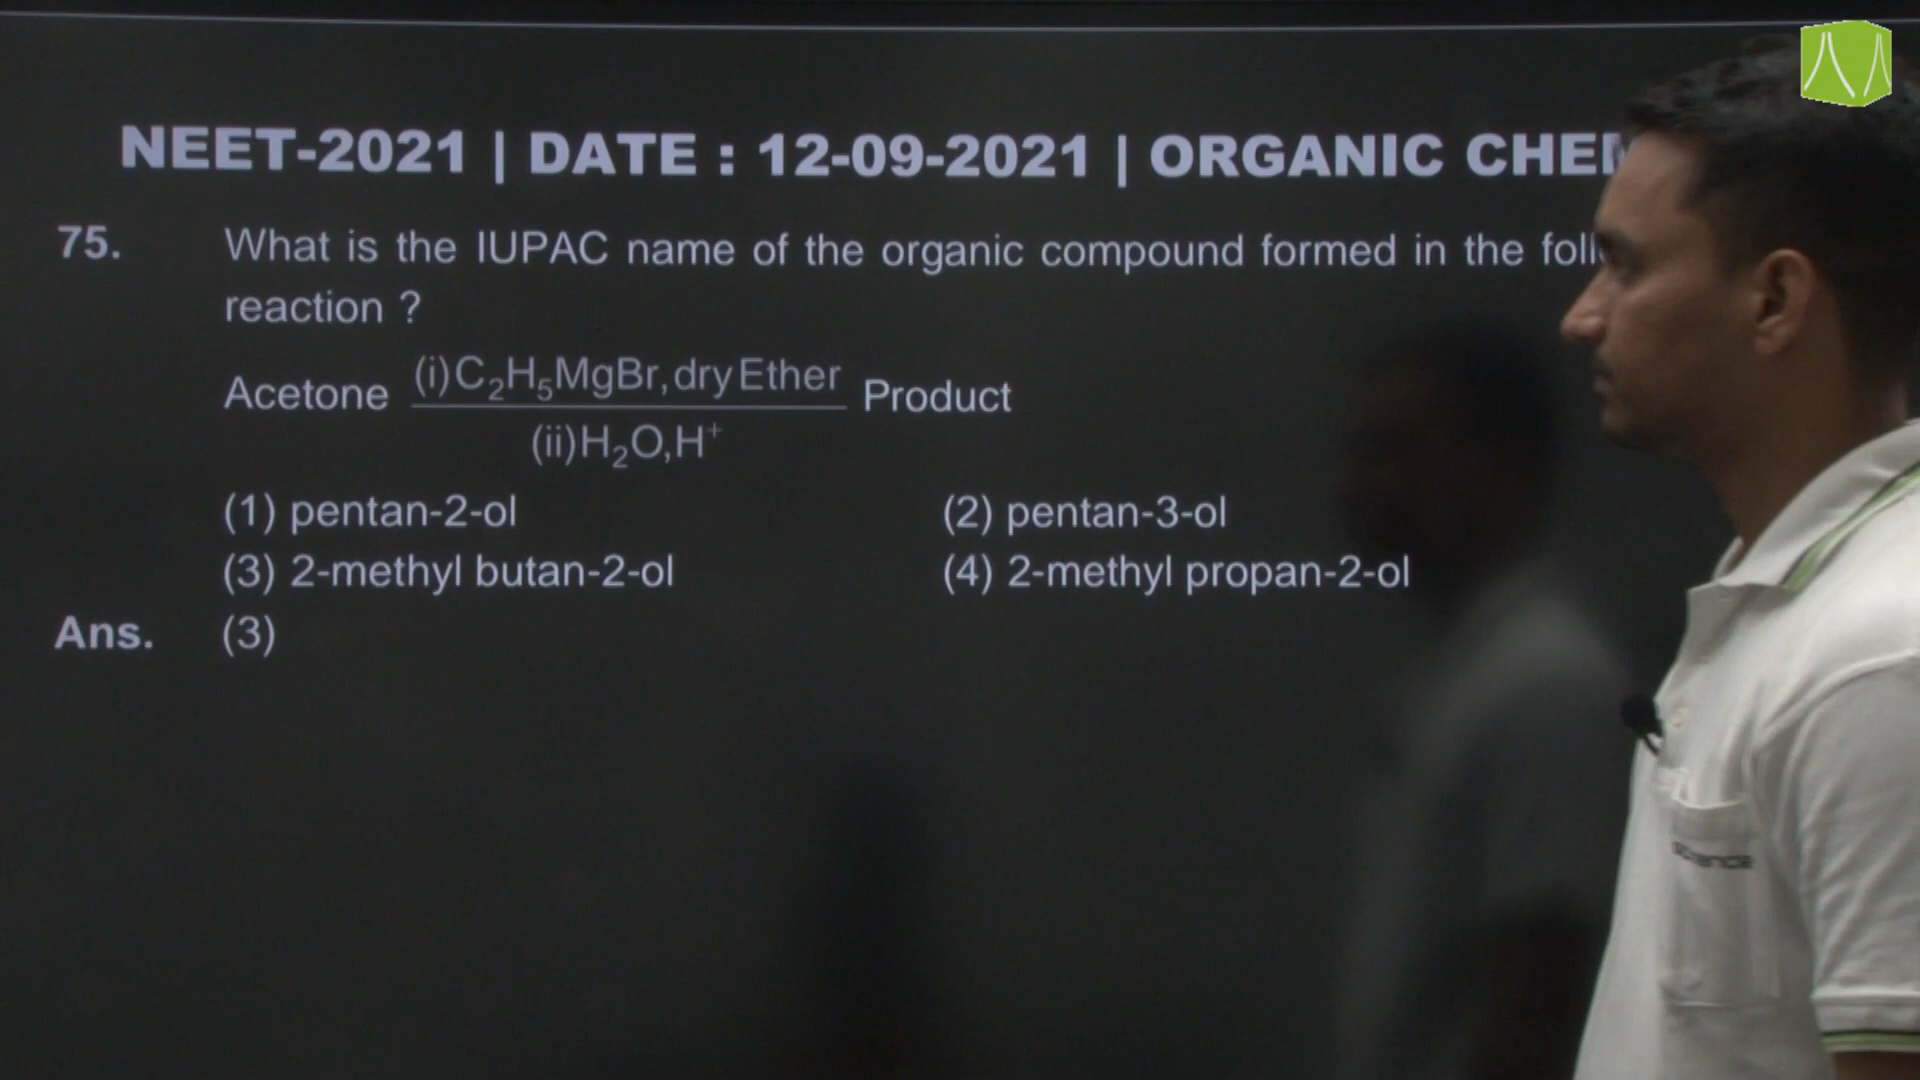 NEET-2021 | DATE : 12-09-2021 | ORGANIC
75. What is the IUPAC name of the organic compound formed in the
reaction ?
Acetone (i)C₂H₅MgBr,dry Ether Product
(ii)H₂O,H⁺
(1) pentan-2-ol (2) pentan-3-ol
(3) 2-methyl butan-2-ol (4) 2-methyl propan-2-ol
Ans. (3)